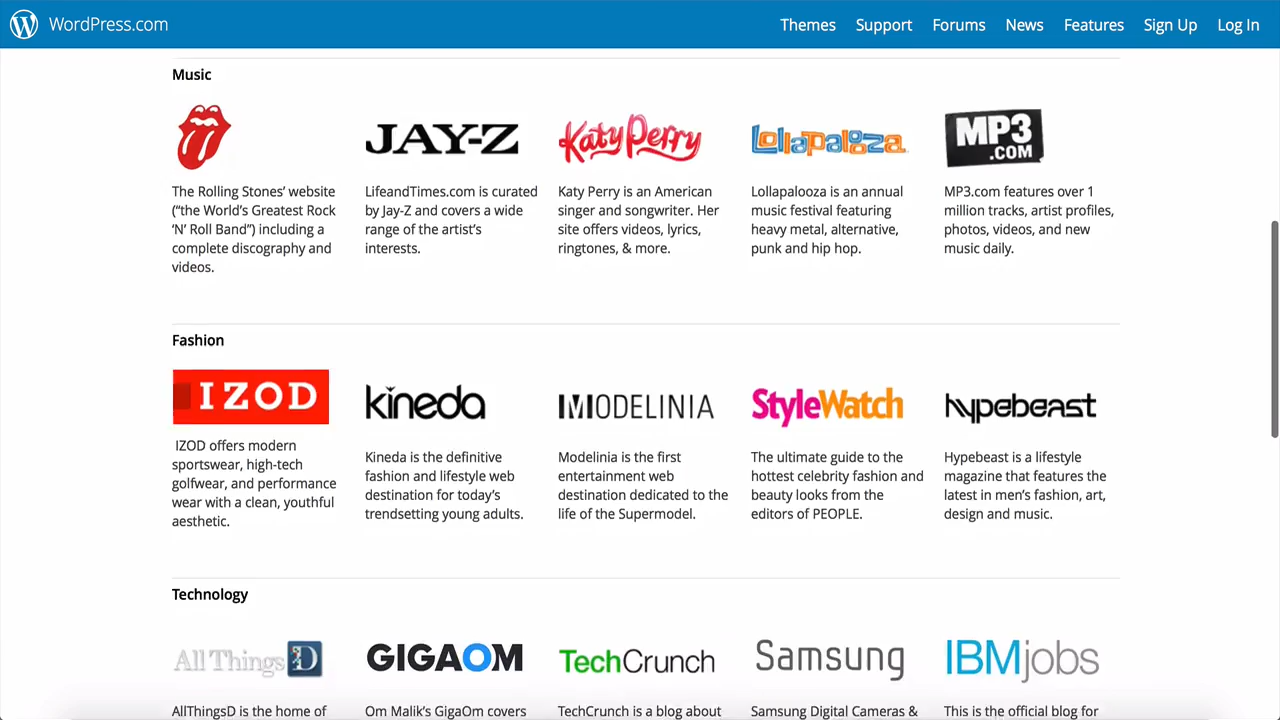 WordPress.com
Themes Support Forums News Features Sign Up Log In
Music
JAY-Z
Katy Perry
Lollapalooza
MP3
.COM
The Rolling Stones’ website
(“the World’s Greatest Rock
‘N’ Roll Band”) including a
complete discography and
videos.
LifeandTimes.com is curated
by Jay-Z and covers a wide
range of the artist’s
interests.
Katy Perry is an American
singer and songwriter. Her
site offers videos, lyrics,
ringtones, & more.
Lollapalooza is an annual
music festival featuring
heavy metal, alternative,
punk and hip hop.
MP3.com features over 1
million tracks, artist profiles,
photos, videos, and new
music daily.
Fashion
IZOD
kineda
MODELINIA
StyleWatch
hypebeast
IZOD offers modern
sportswear, high-tech
golfwear, and performance
wear with a clean, youthful
aesthetic.
Kineda is the definitive
fashion and lifestyle web
destination for today’s
trendsetting young adults.
Modelinia is the first
entertainment web
destination dedicated to the
life of the Supermodel.
The ultimate guide to the
hottest celebrity fashion and
beauty looks from the
editors of PEOPLE.
Hypebeast is a lifestyle
magazine that features the
latest in men’s fashion, art,
design and music.
Technology
All Things D
GIGAOM
TechCrunch
SAMSUNG
IBMjobs
AllThingsD is the home of
Om Malik’s GigaOm covers
TechCrunch is a blog about
Samsung Digital Cameras &
This is the official blog for